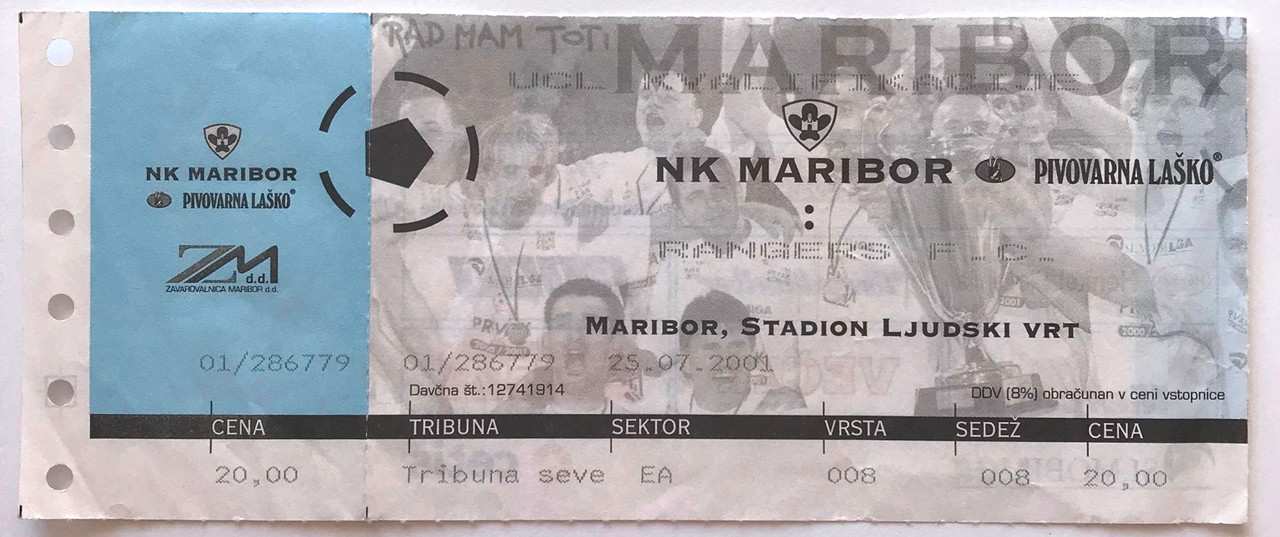 NK MARIBOR
PIVOVARNA LAŠKO®
ZM d.d.
ZAVAROVALNICA MARIBOR d.d.
01/286779
CENA
20,00
RAD MAM TOTI
MARIBOR
UCL KVALIFIKACIJE
NK MARIBOR PIVOVARNA LAŠKO®
:
RANGERS F.C.
MARIBOR, STADION LJUDSKI VRT
01/286779 25.07.2001
Davčna št.:12741914 DDV (8%) obračunan v ceni vstopnice
TRIBUNA SEKTOR VRSTA SEDEŽ CENA
Tribuna seve EA 008 008 20,00